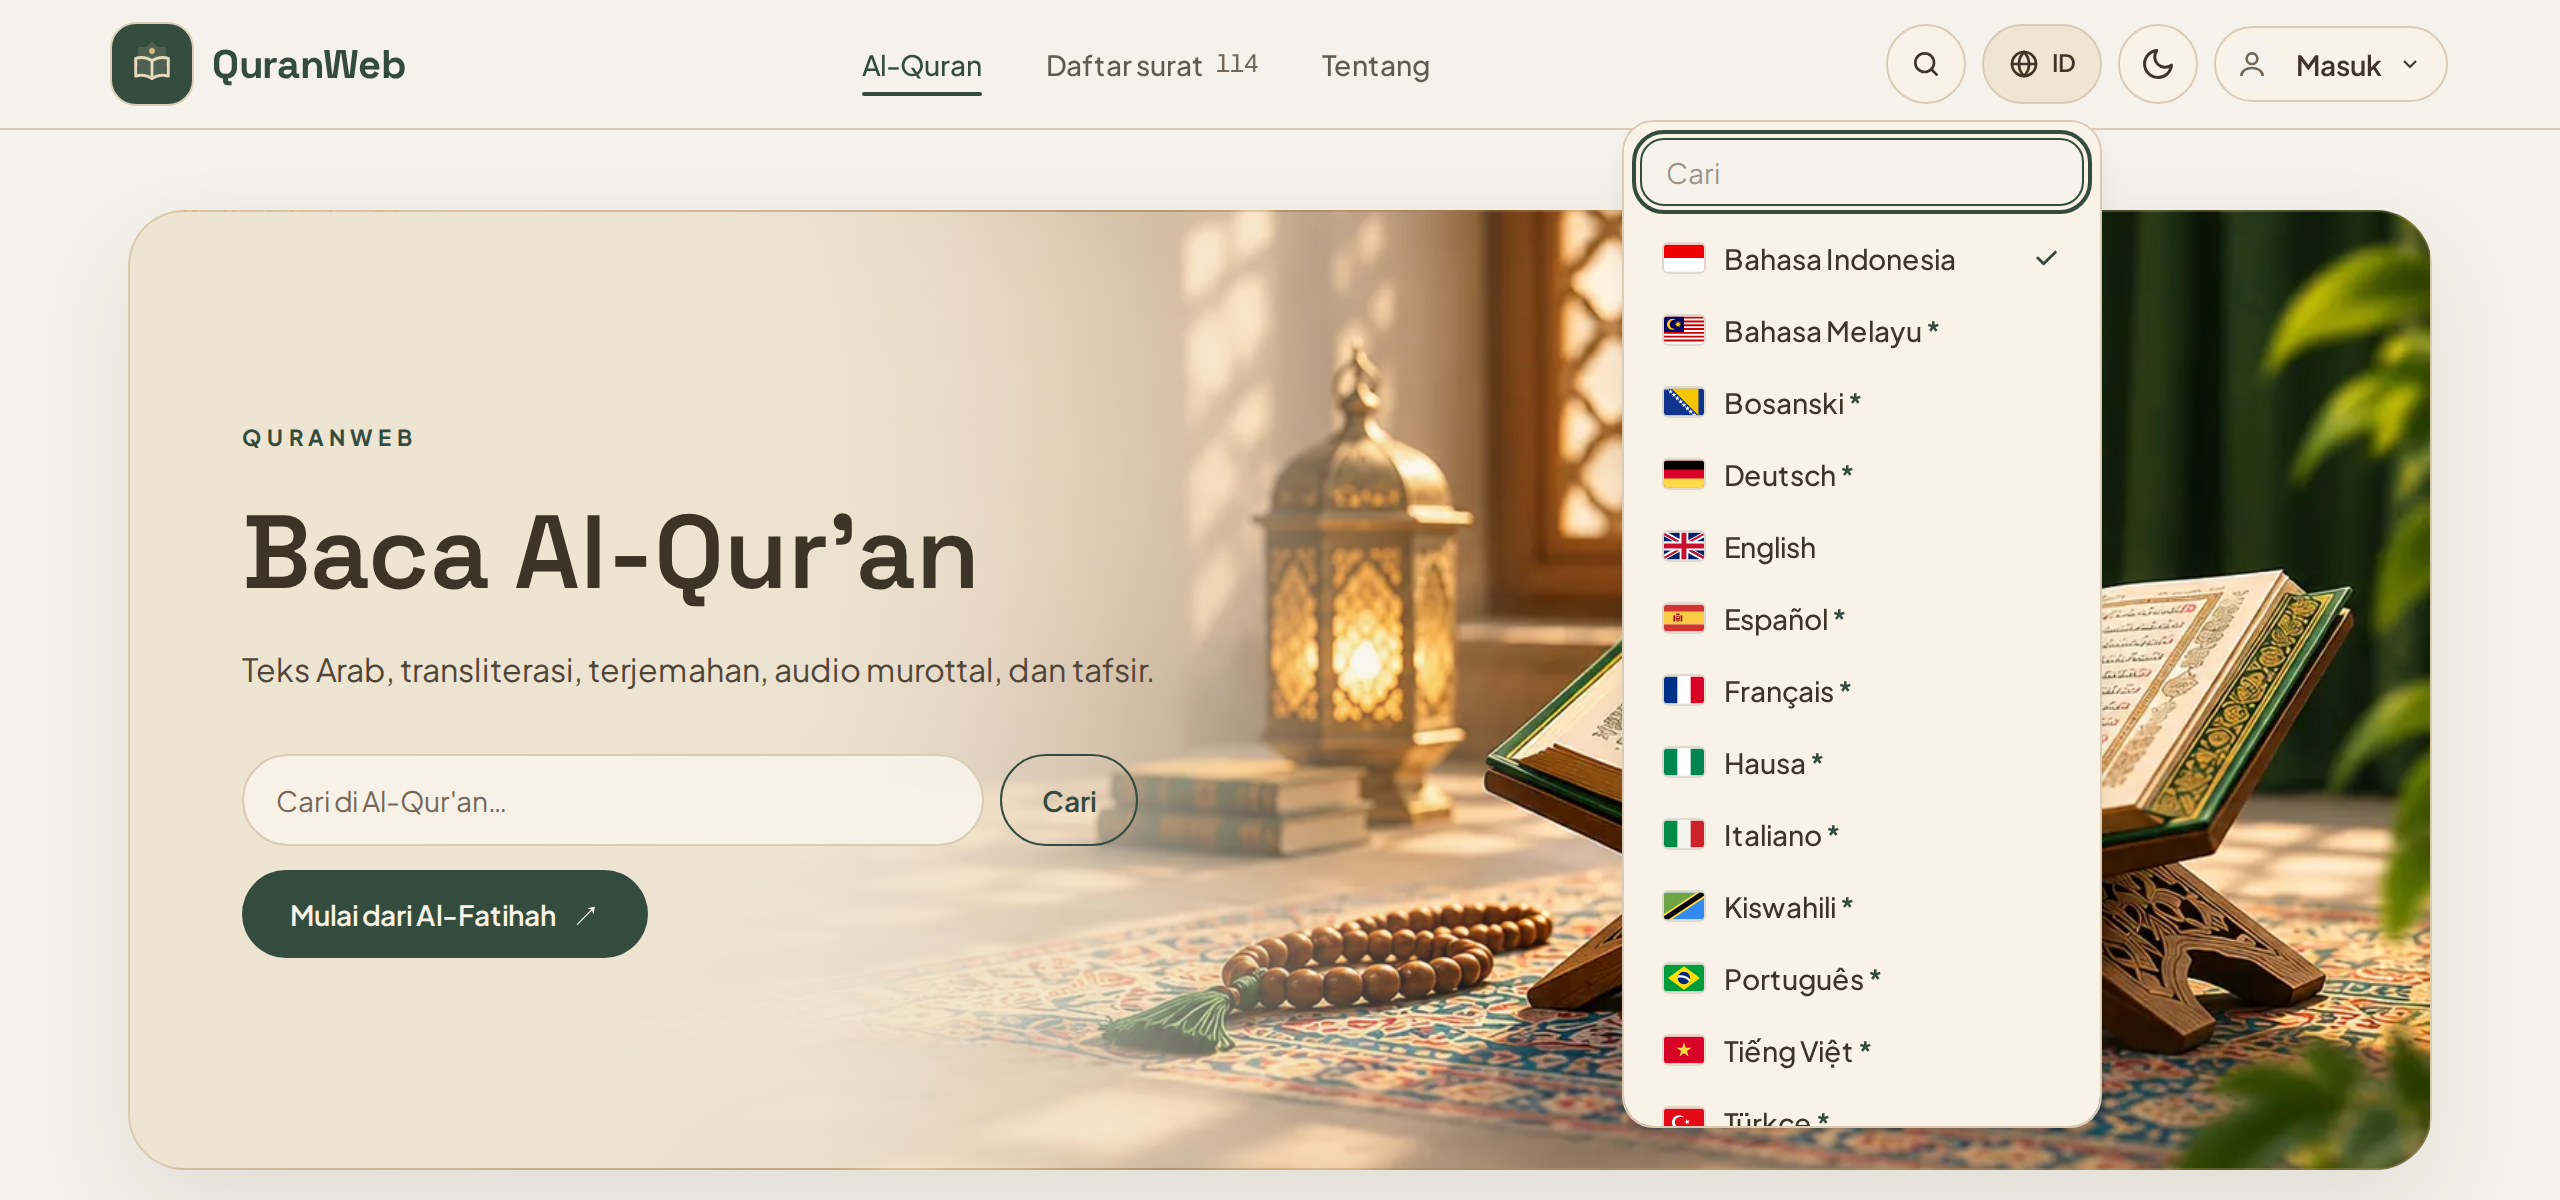 QuranWeb
Al-Quran
Daftar surat 114
Tentang
ID
Masuk
Cari
Bahasa Indonesia
Bahasa Melayu *
Bosanski *
Deutsch *
English
Español *
Français *
Hausa *
Italiano *
Kiswahili *
Português *
Tiếng Việt *
Türkçe *
QURANWEB
Baca Al-Qur’an
Teks Arab, transliterasi, terjemahan, audio murottal, dan tafsir.
Cari di Al-Qur'an...
Cari
Mulai dari Al-Fatihah ↗